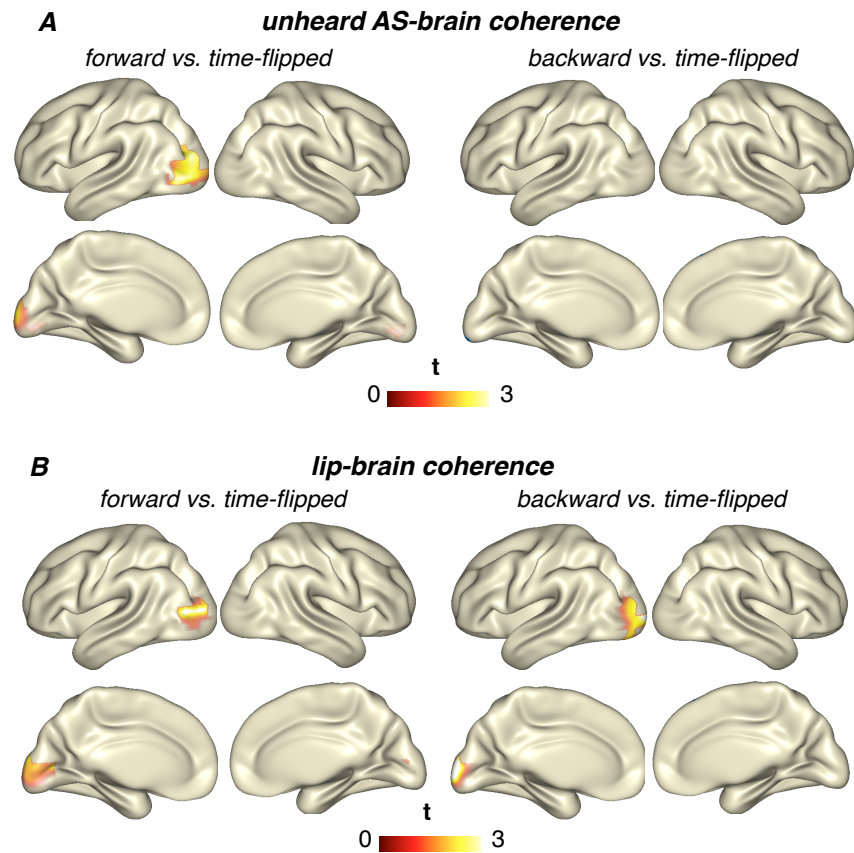 A unheard AS-brain coherence
forward vs. time-flipped backward vs. time-flipped
t
0 3
B lip-brain coherence
forward vs. time-flipped backward vs. time-flipped
t
0 3